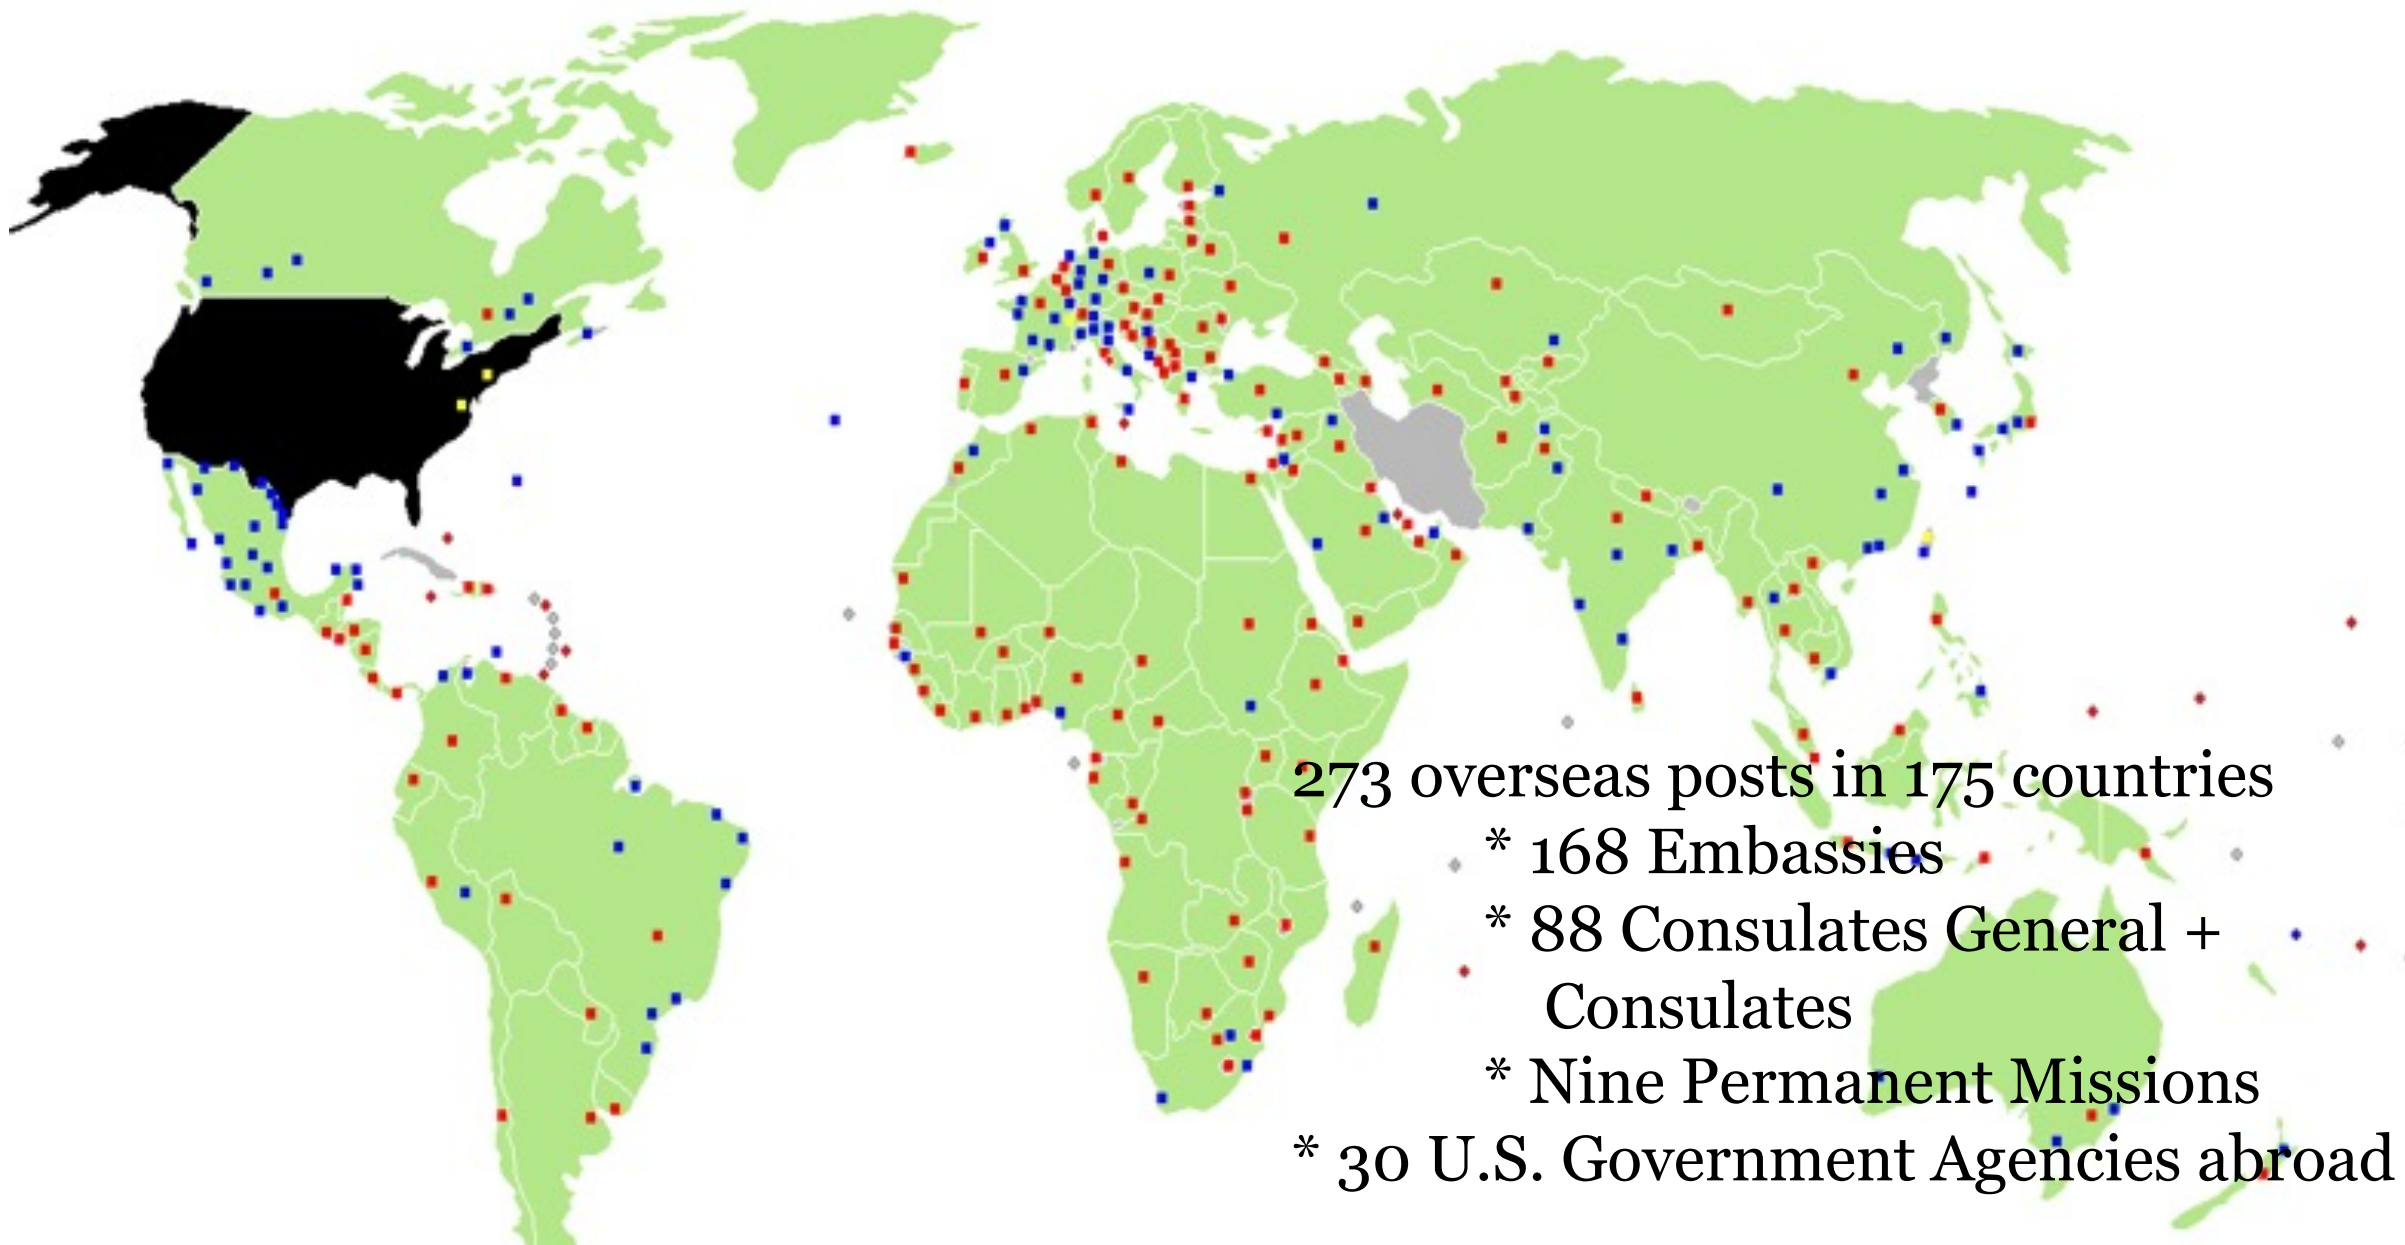 273 overseas posts in 175 countries
* 168 Embassies
* 88 Consulates General +
Consulates
* Nine Permanent Missions
* 30 U.S. Government Agencies abroad